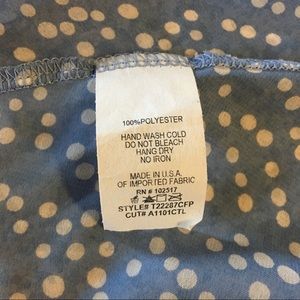 100% POLYESTER
HAND WASH COLD
DO NOT BLEACH
HANG DRY
NO IRON
MADE IN U.S.A.
OF IMPORTED FABRIC
RN # 102517
STYLE# T22287CFP
CUT# A1101CTL